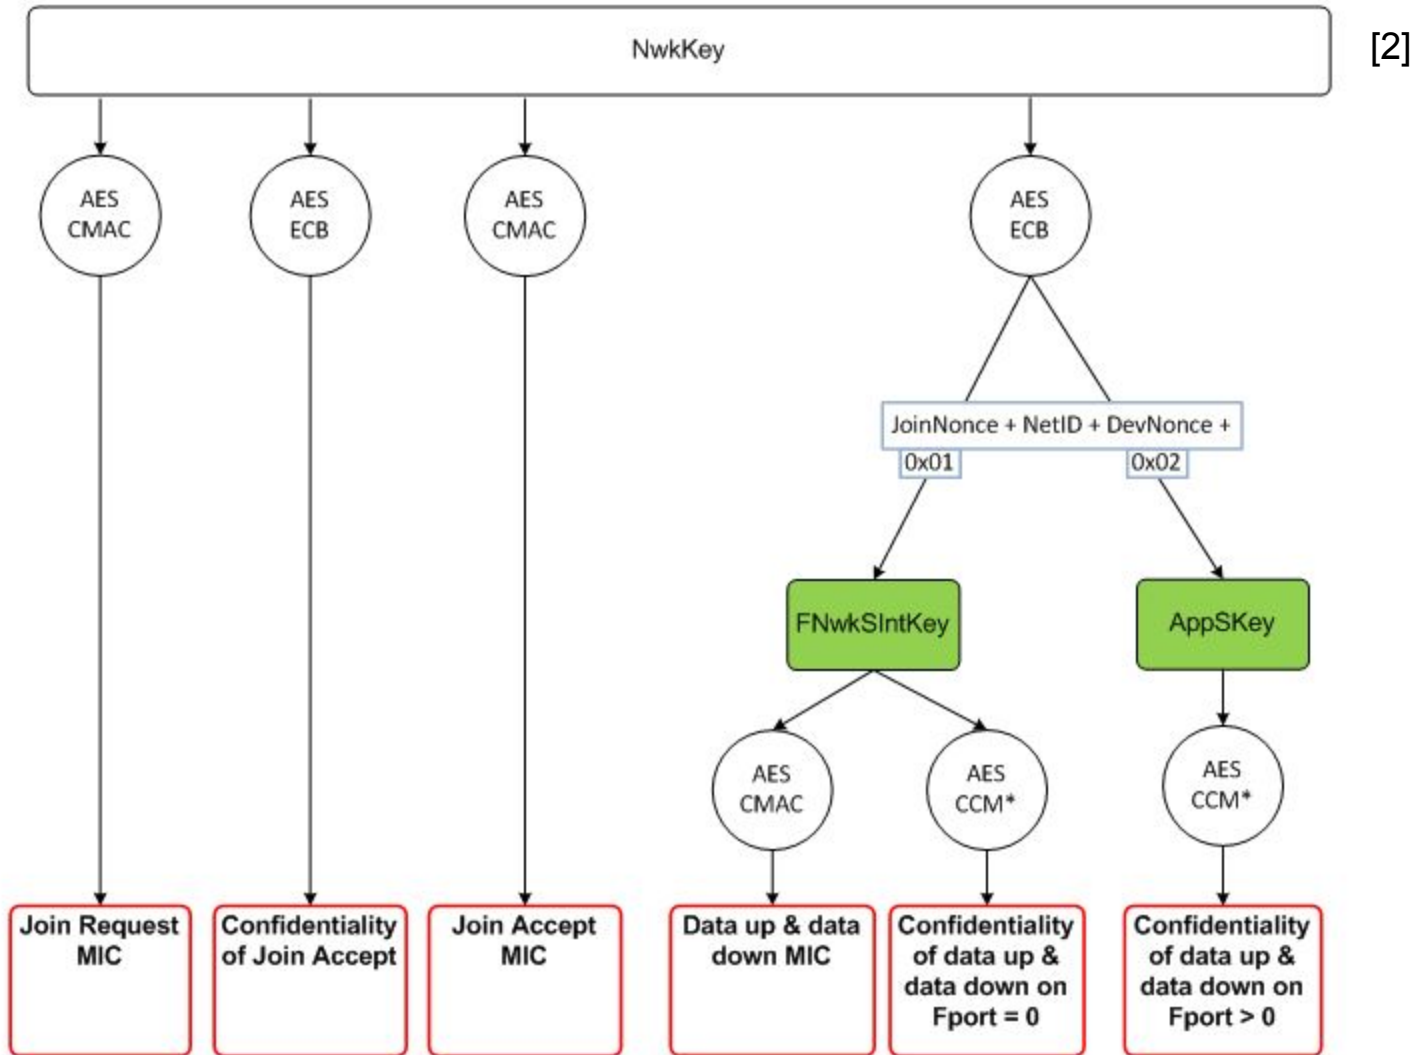 NwkKey
[2]
AES
CMAC
AES
ECB
AES
CMAC
AES
ECB
JoinNonce + NetID + DevNonce +
0x01
0x02
FNwkSIntKey
AppSKey
AES
CMAC
AES
CCM*
AES
CCM*
Join Request
MIC
Confidentiality
of Join Accept
Join Accept
MIC
Data up & data
down MIC
Confidentiality
of data up &
data down on
Fport = 0
Confidentiality
of data up &
data down on
Fport > 0